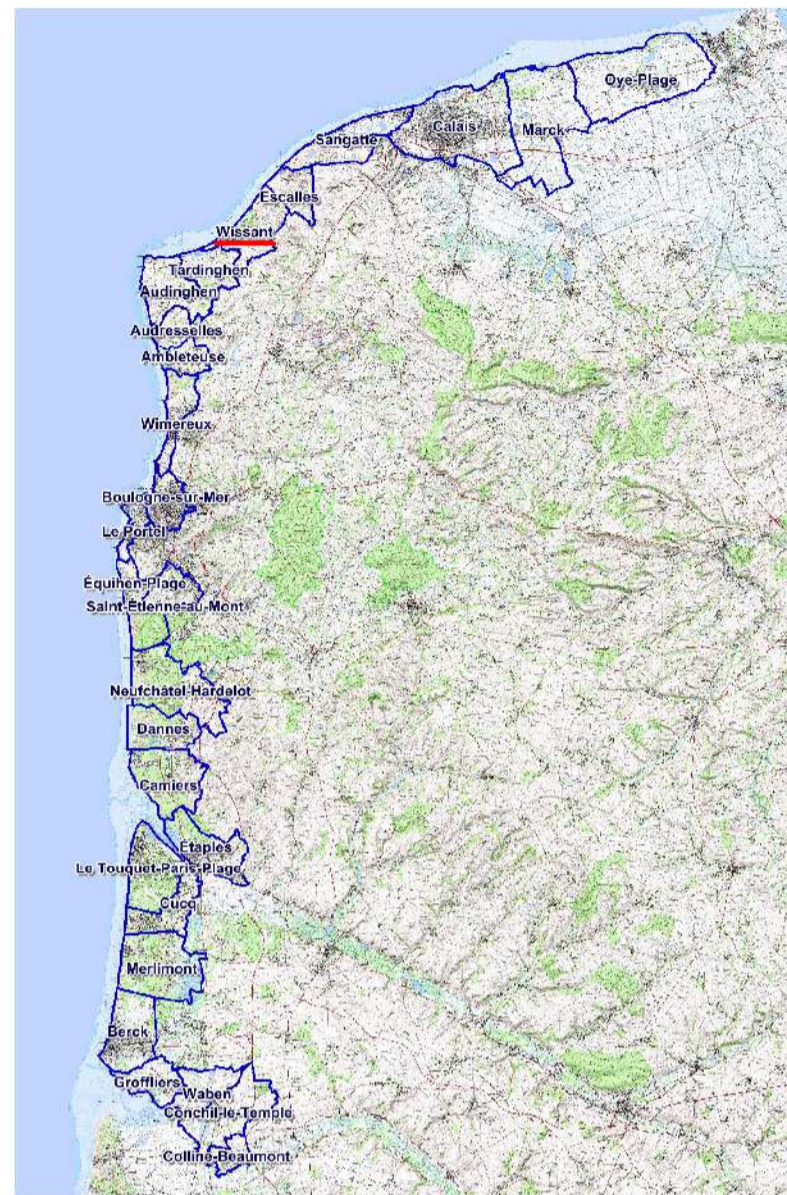 Oye-Plage
Calais
Marck
Sangatte
Escalles
Wissant
Tardinghen
Audinghen
Audresselles
Ambleteuse
Wimereux
Boulogne-sur-Mer
Le Portel
Équihen-Plage
Saint-Étienne-au-Mont
Neufchâtel-Hardelot
Dannes
Camiers
Étaples
Le Touquet-Paris-Plage
Cucq
Merlimont
Berck
Groffliers
Waben
Conchil-le-Temple
Colline-Beaumont